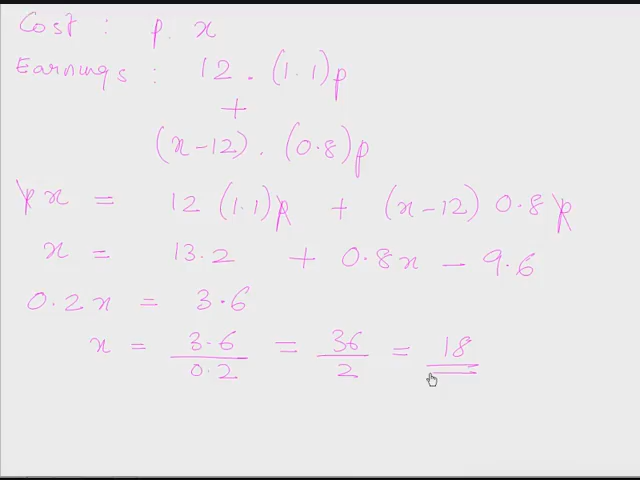 Cost : p. x
Earnings : 12 . (1.1)p
+
(x-12) . (0.8)p
px = 12 (1.1)p + (x-12) 0.8p
x = 13.2 + 0.8x - 9.6
0.2x = 3.6
x = 3.6/0.2 = 36/2 = 18